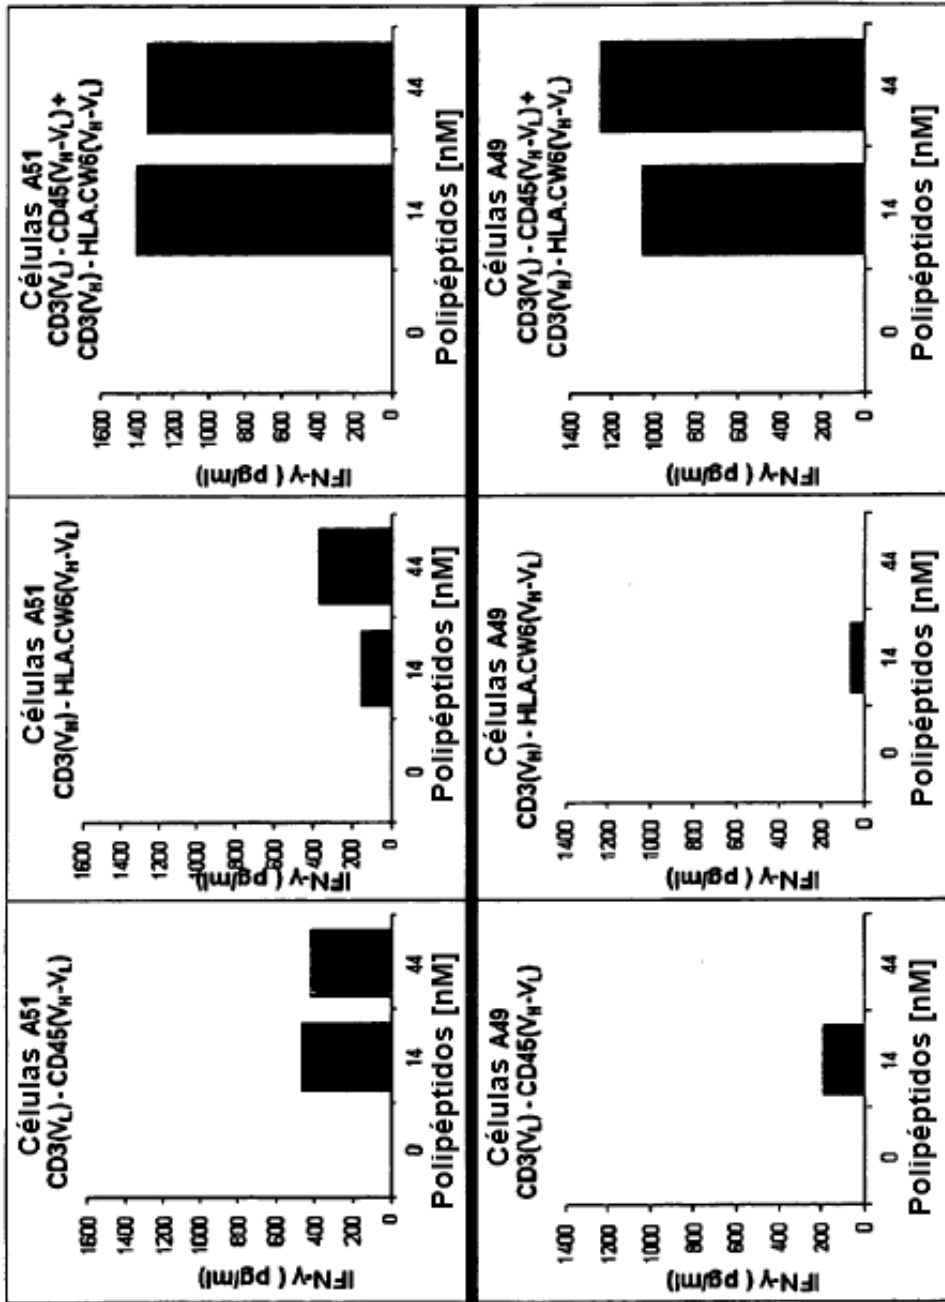 Células A51
CD3(VL) - CD45(VH-VL)
IFN-γ ( pg/ml)
1600
1400
1200
1000
800
600
400
200
0
0 14 44
Polipéptidos [nM]
Células A51
CD3(VH) - HLA.CW6(VH-VL)
IFN-γ ( pg/ml)
1600
1400
1200
1000
800
600
400
200
0
0 14 44
Polipéptidos [nM]
Células A51
CD3(VL) - CD45(VH-VL) +
CD3(VH) - HLA.CW6(VH-VL)
IFN-γ ( pg/ml)
1600
1400
1200
1000
800
600
400
200
0
0 14 44
Polipéptidos [nM]
Células A49
CD3(VL) - CD45(VH-VL)
IFN-γ ( pg/ml)
1400
1200
1000
800
600
400
200
0
0 14 44
Polipéptidos [nM]
Células A49
CD3(VH) - HLA.CW6(VH-VL)
IFN-γ ( pg/ml)
1400
1200
1000
800
600
400
200
0
0 14 44
Polipéptidos [nM]
Células A49
CD3(VL) - CD45(VH-VL) +
CD3(VH) - HLA.CW6(VH-VL)
IFN-γ ( pg/ml)
1400
1200
1000
800
600
400
200
0
0 14 44
Polipéptidos [nM]